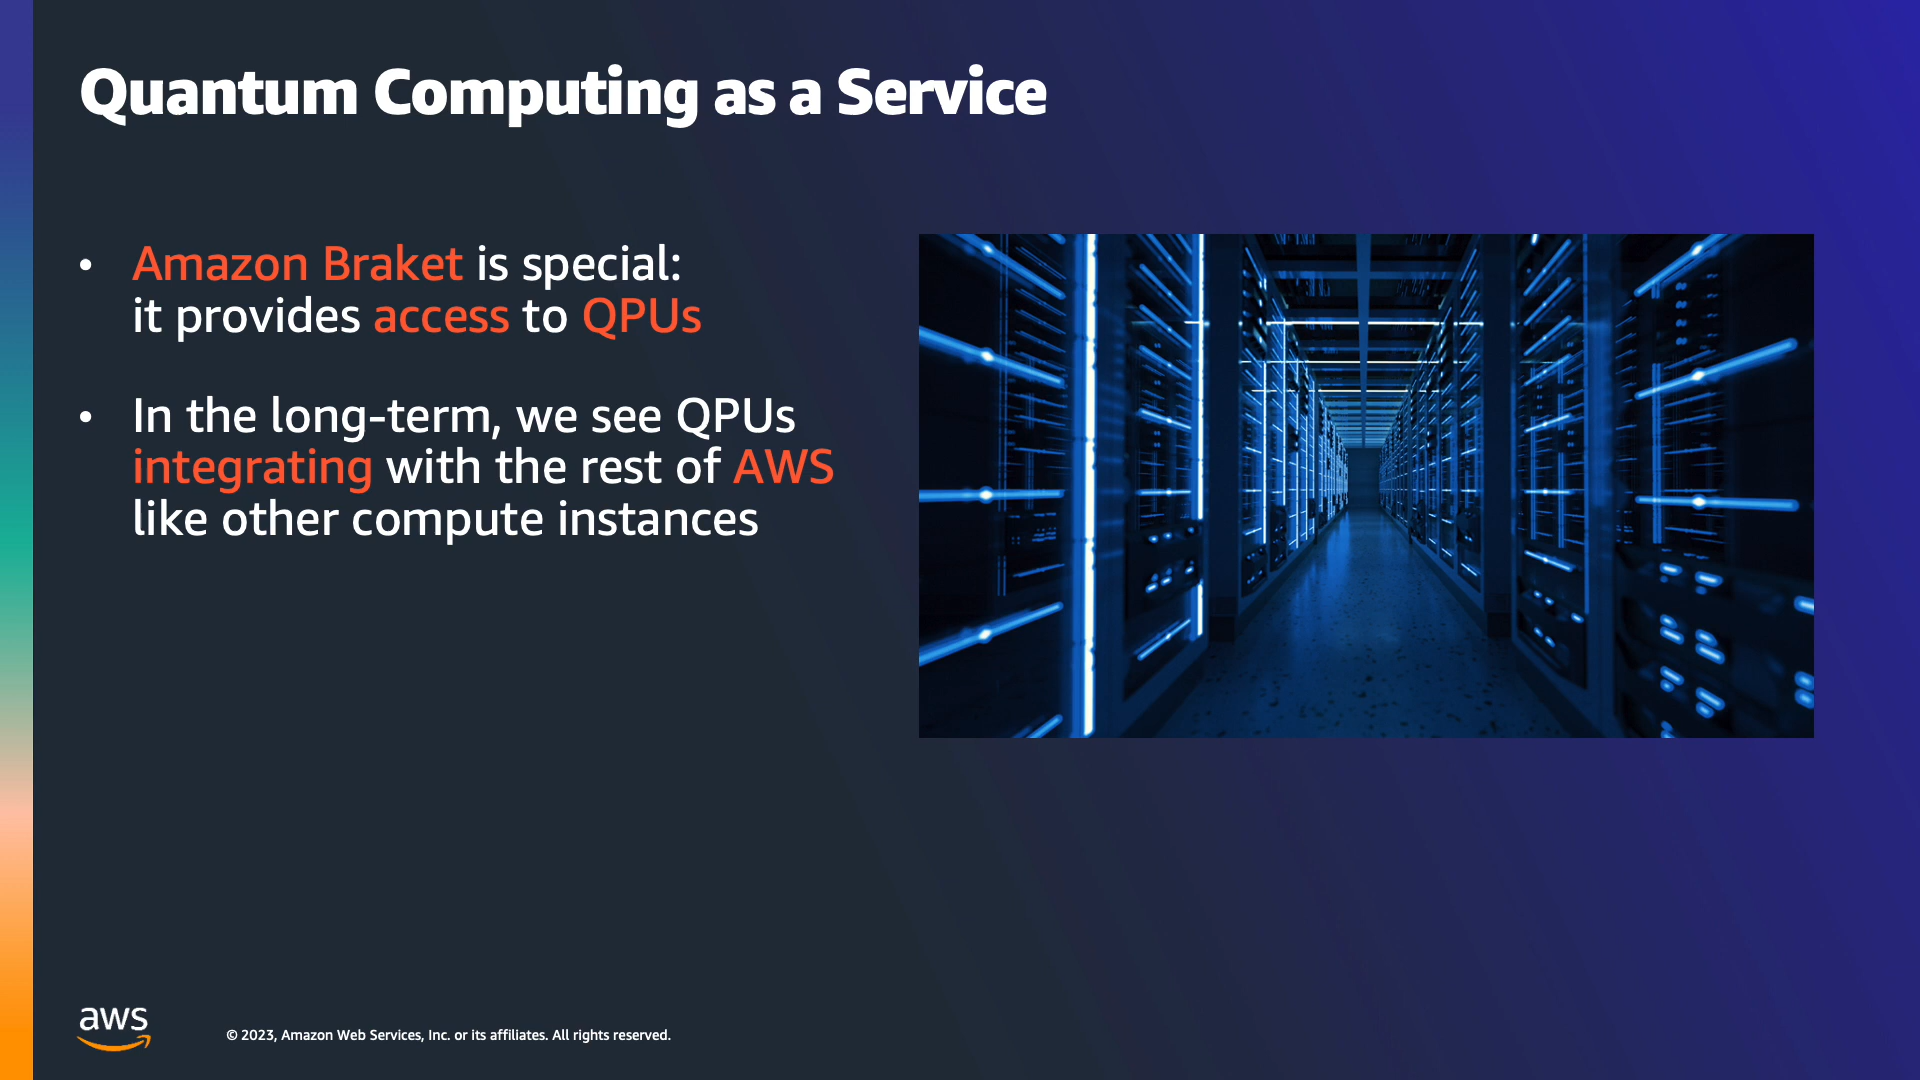 Quantum Computing as a Service
• Amazon Braket is special:
it provides access to QPUs
• In the long-term, we see QPUs
integrating with the rest of AWS
like other compute instances
aws
© 2023, Amazon Web Services, Inc. or its affiliates. All rights reserved.